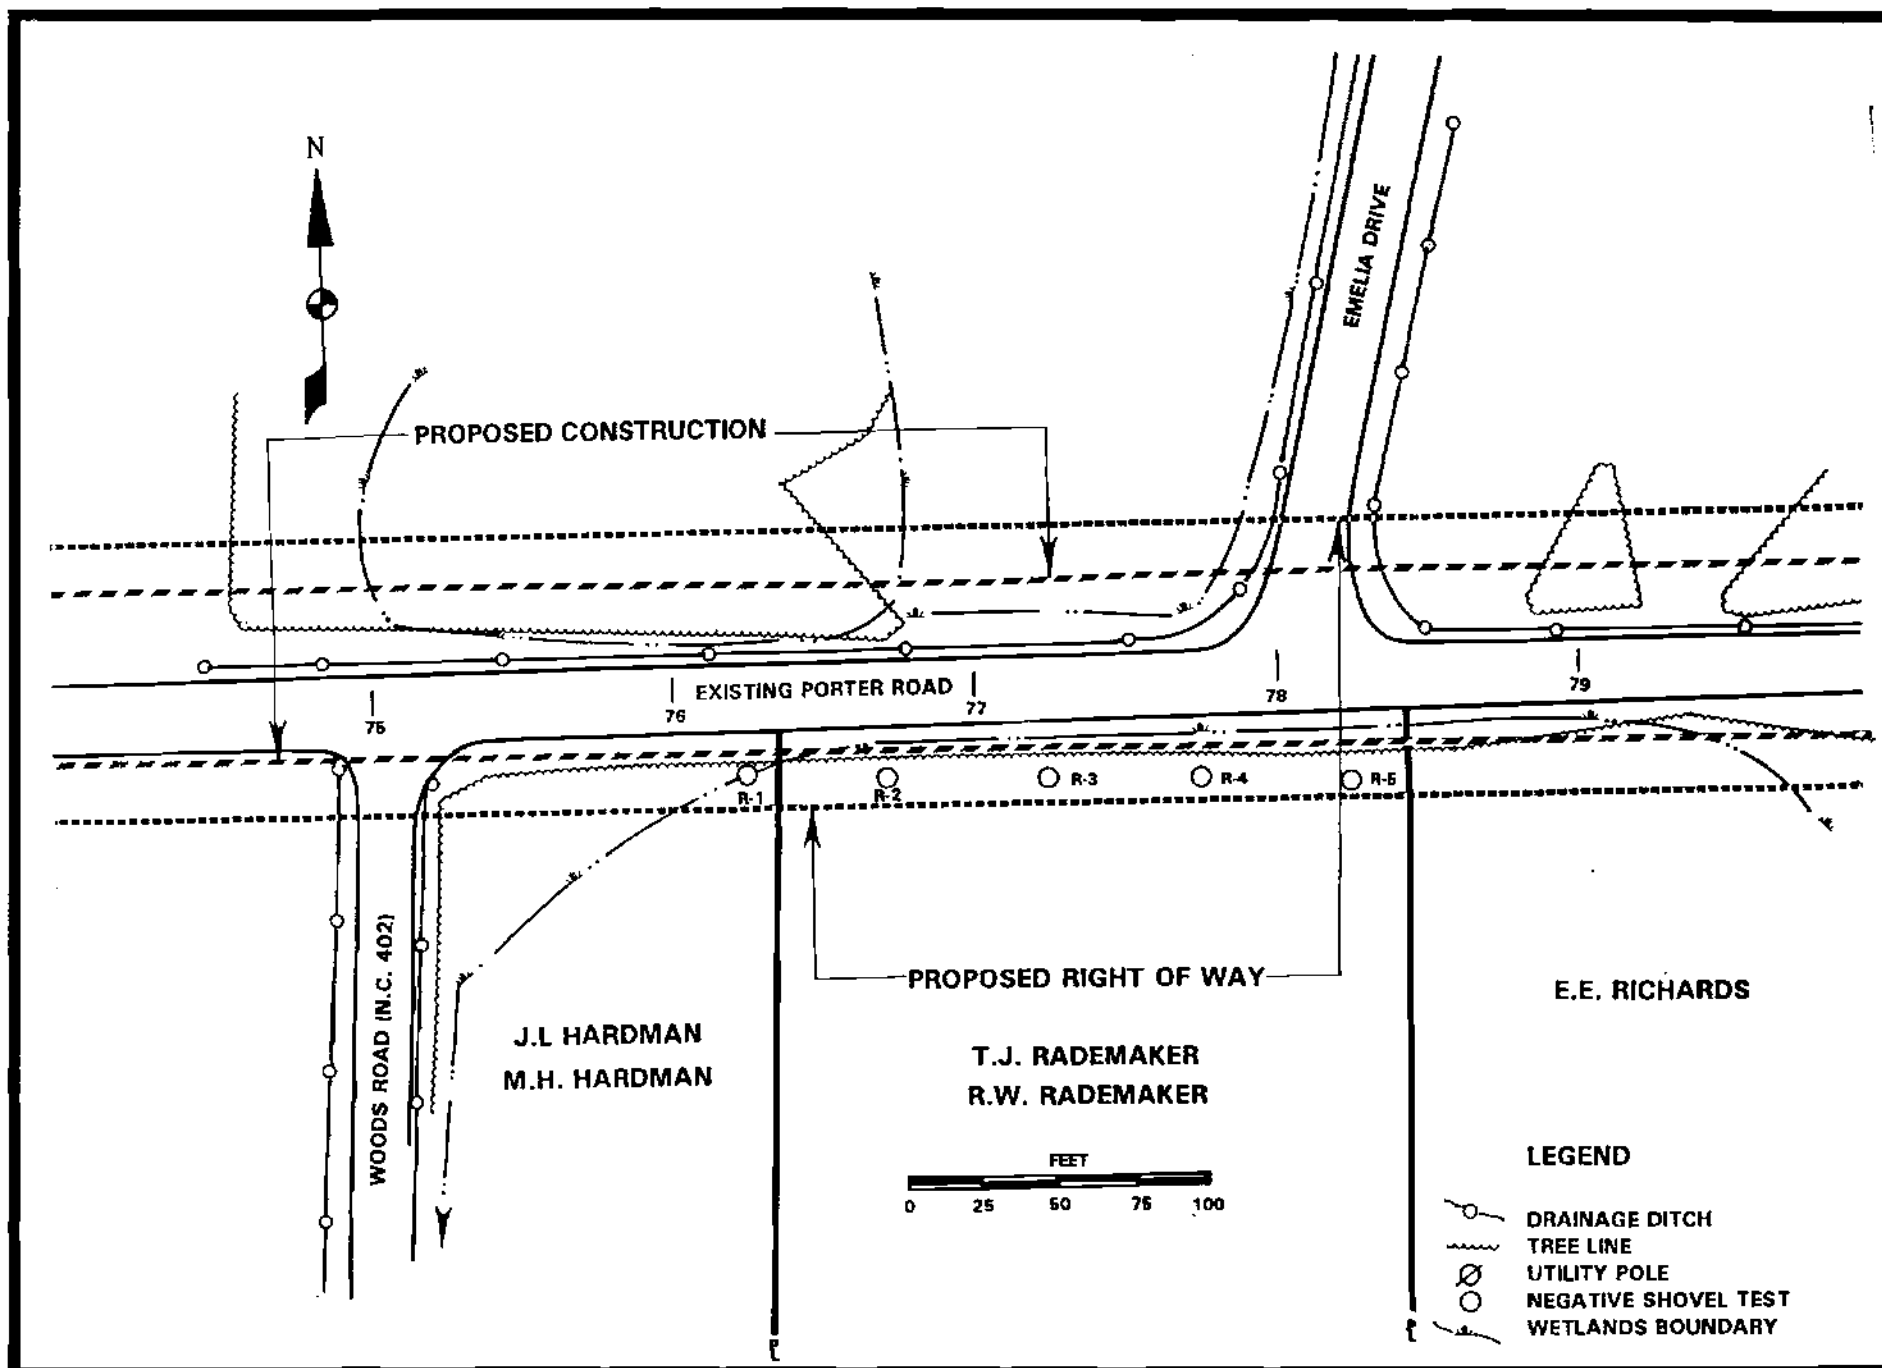 N
EMELIA DRIVE
PROPOSED CONSTRUCTION
EXISTING PORTER ROAD
75
76
77
78
79
R-1
R-2
R-3
R-4
R-5
WOODS ROAD (N.C. 402)
PROPOSED RIGHT OF WAY
E.E. RICHARDS
J.L HARDMAN
M.H. HARDMAN
T.J. RADEMAKER
R.W. RADEMAKER
FEET
0 25 50 75 100
LEGEND
DRAINAGE DITCH
TREE LINE
UTILITY POLE
NEGATIVE SHOVEL TEST
WETLANDS BOUNDARY